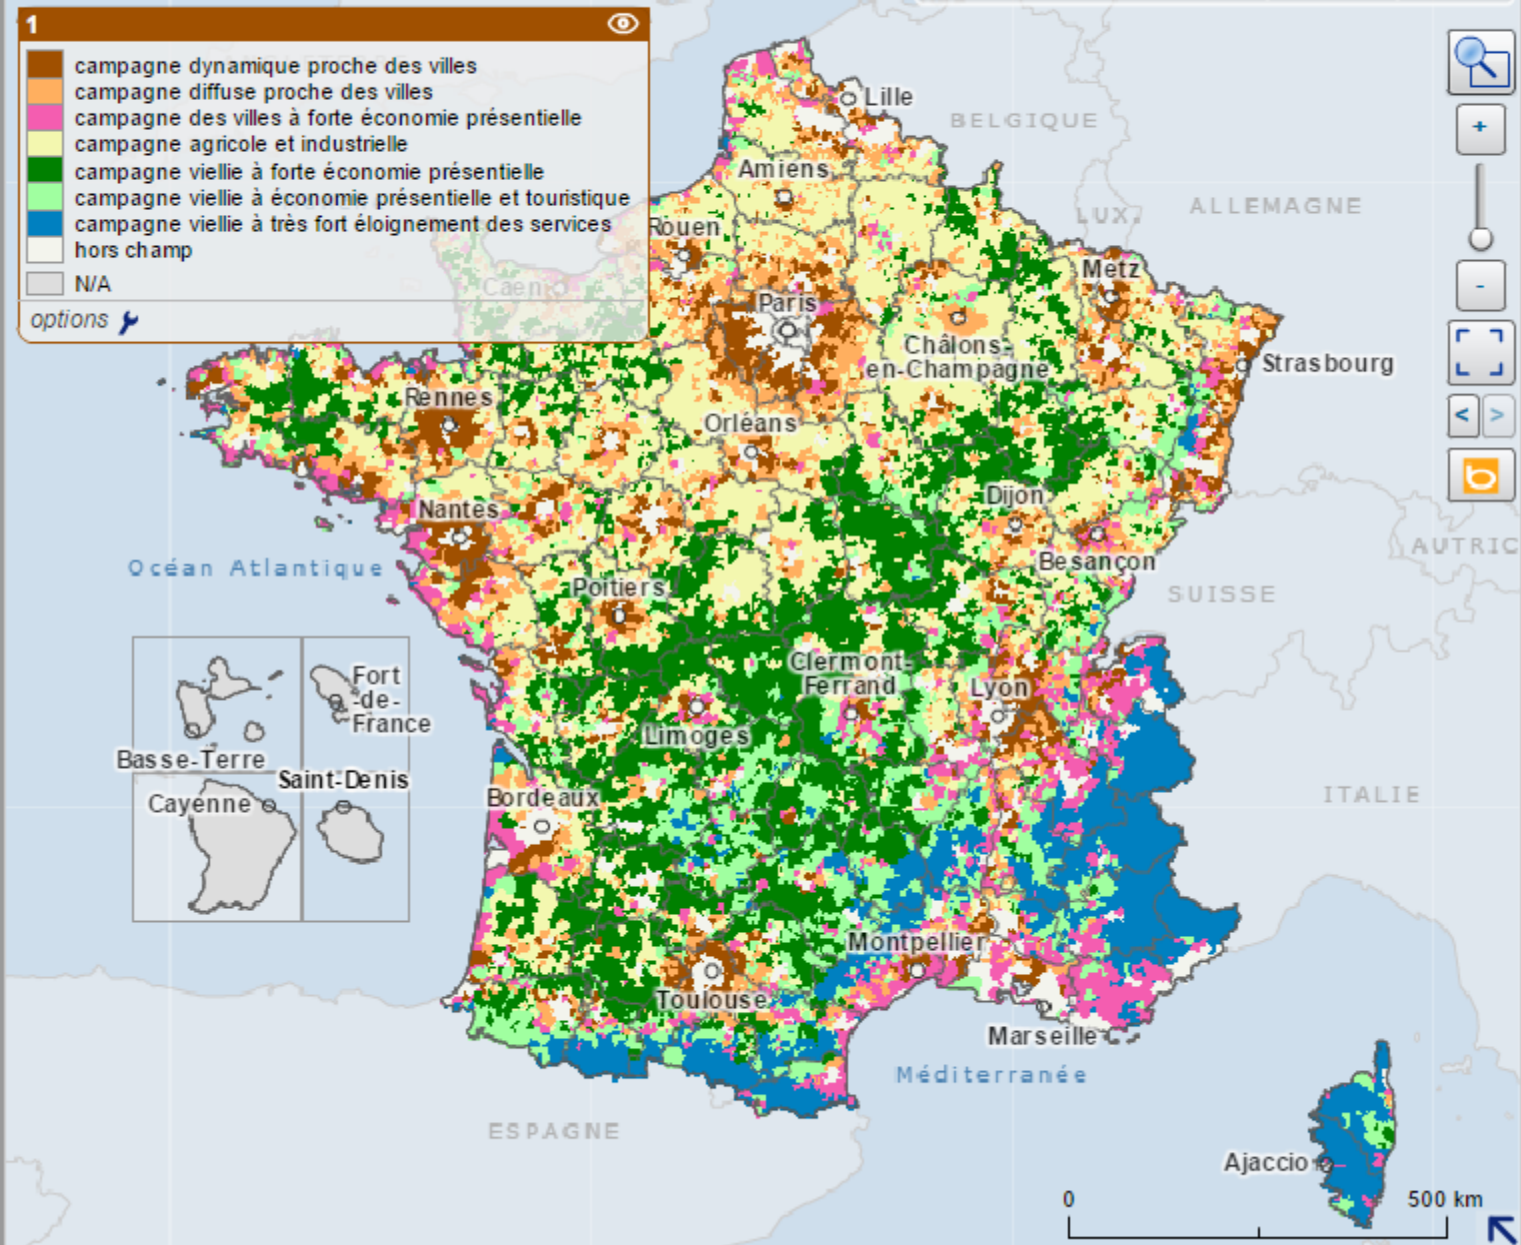 1
campagne dynamique proche des villes
campagne diffuse proche des villes
campagne des villes à forte économie présentielle
campagne agricole et industrielle
campagne viellie à forte économie présentielle
campagne viellie à économie présentielle et touristique
campagne viellie à très fort éloignement des services
hors champ
N/A
options
Lille
BELGIQUE
Amiens
LUX.
ALLEMAGNE
Rouen
Caen
Metz
Paris
Châlons-
en-Champagne
Strasbourg
Rennes
Orléans
Nantes
Dijon
Besançon
AUTRIC
Océan Atlantique
SUISSE
Poitiers
Clermont-
Ferrand
Lyon
Limoges
Fort
-de-
France
Basse-Terre
Saint-Denis
Cayenne
Bordeaux
ITALIE
Montpellier
Toulouse
Marseille
Méditerranée
ESPAGNE
Ajaccio
0
500 km
+
-
<
>
b